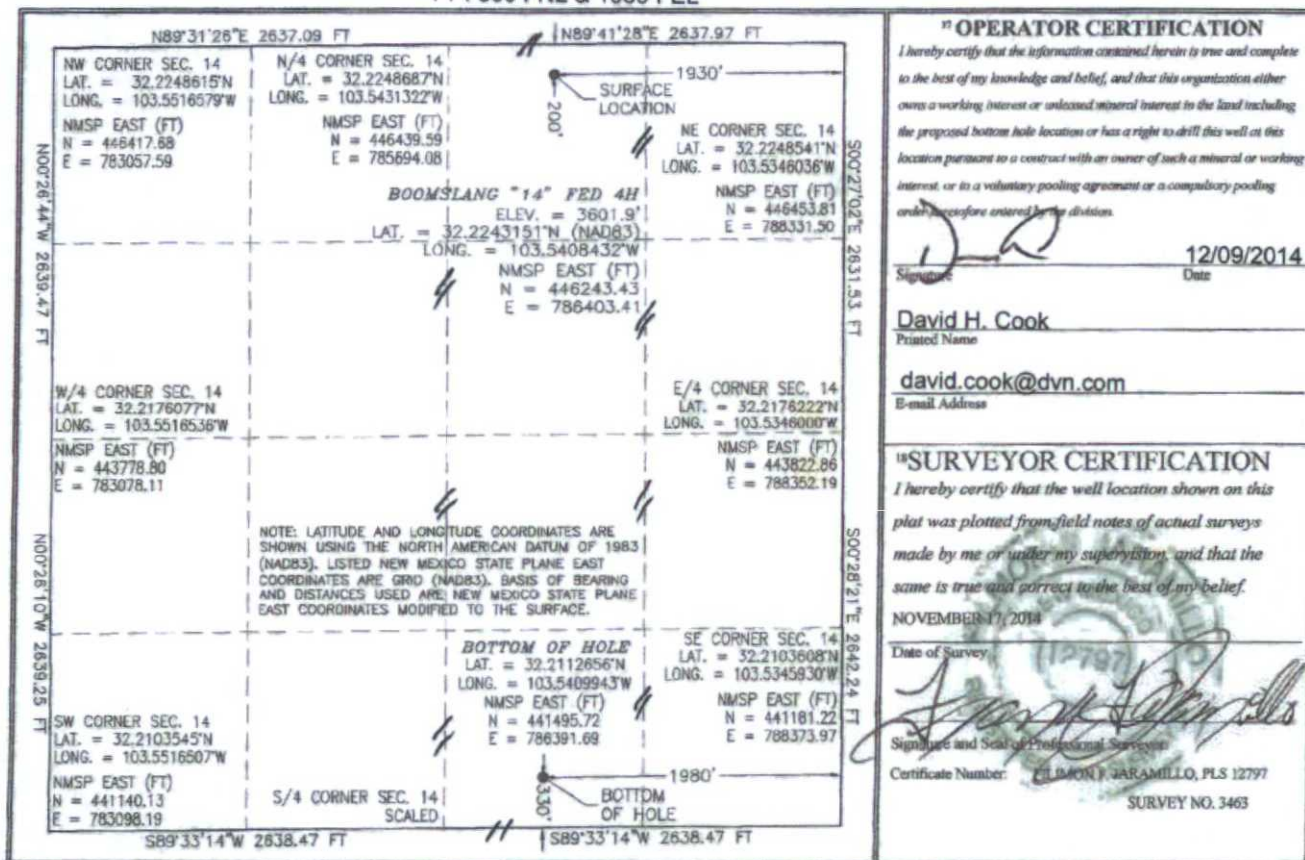 N89°31'26"E 2637.09 FT
N89°41'28"E 2637.97 FT
NW CORNER SEC. 14
LAT. = 32.2248615'N
LONG. = 103.5516579'W
NMSP EAST (FT)
N = 446417.68
E = 783057.59
N/4 CORNER SEC. 14
LAT. = 32.2248687'N
LONG. = 103.5431322'W
NMSP EAST (FT)
N = 446439.59
E = 785694.08
1930'
SURFACE
LOCATION
200'
NE CORNER SEC. 14
LAT. = 32.2248541'N
LONG. = 103.5346036'W
NMSP EAST (FT)
N = 446453.81
E = 788331.50
BOOMSLANG "14" FED 4H
ELEV. = 3601.9'
LAT. = 32.2243151'N (NAD83)
LONG. = 103.5408432'W
NMSP EAST (FT)
N = 446243.43
E = 786403.41
N00°26'44"W 2639.47 FT
S00°27'02"E 2631.53 FT
W/4 CORNER SEC. 14
LAT. = 32.2176077'N
LONG. = 103.5516536'W
NMSP EAST (FT)
N = 443778.80
E = 783078.11
E/4 CORNER SEC. 14
LAT. = 32.2176222'N
LONG. = 103.5346000'W
NMSP EAST (FT)
N = 443822.86
E = 788352.19
NOTE: LATITUDE AND LONGITUDE COORDINATES ARE
SHOWN USING THE NORTH AMERICAN DATUM OF 1983
(NAD83). LISTED NEW MEXICO STATE PLANE EAST
COORDINATES ARE GRID (NAD83). BASIS OF BEARING
AND DISTANCES USED ARE NEW MEXICO STATE PLANE
EAST COORDINATES MODIFIED TO THE SURFACE.
N00°26'10"W 2639.25 FT
S00°28'21"E 2642.24 FT
BOTTOM OF HOLE
LAT. = 32.2112656'N
LONG. = 103.5409943'W
NMSP EAST (FT)
N = 441495.72
E = 786391.69
SE CORNER SEC. 14
LAT. = 32.2103608'N
LONG. = 103.5345930'W
NMSP EAST (FT)
N = 441181.22
E = 788373.97
SW CORNER SEC. 14
LAT. = 32.2103545'N
LONG. = 103.5516507'W
NMSP EAST (FT)
N = 441140.13
E = 783098.19
S/4 CORNER SEC. 14
SCALED
1980'
330'
BOTTOM
OF HOLE
S89°33'14"W 2638.47 FT
S89°33'14"W 2638.47 FT
17 OPERATOR CERTIFICATION
I hereby certify that the information contained herein is true and complete
to the best of my knowledge and belief, and that this organization either
owns a working interest or unleased mineral interest in the land including
the proposed bottom hole location or has a right to drill this well at this
location pursuant to a contract with an owner of such a mineral or working
interest, or to a voluntary pooling agreement or a compulsory pooling
order heretofore entered by the division.
12/09/2014
Signature Date
David H. Cook
Printed Name
david.cook@dvn.com
E-mail Address
18 SURVEYOR CERTIFICATION
I hereby certify that the well location shown on this
plat was plotted from field notes of actual surveys
made by me or under my supervision, and that the
same is true and correct to the best of my belief.
NOVEMBER 17, 2014
Date of Survey
12797
Signature and Seal of Professional Surveyor
Certificate Number: FILIMON F. JARAMILLO, PLS 12797
SURVEY NO. 3463